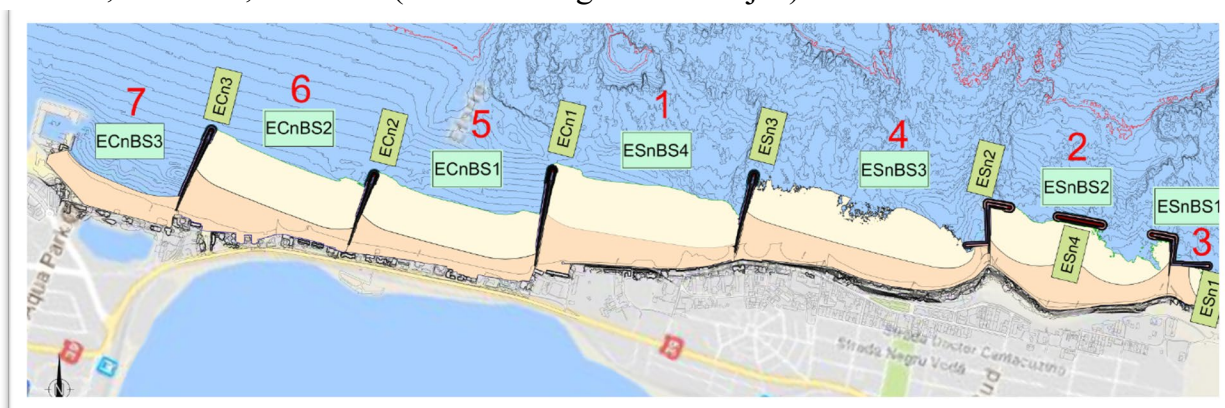 7
ECnBS3
ECn3
6
ECnBS2
ECn2
5
ECnBS1
ECn1
1
ESnBS4
ESn3
4
ESnBS3
ESn2
2
ESnBS2
ESn4
ESnBS1
3
ESn1
Aqua Park
Strada Doctor Cantacuzino
Strada Negru Vodă
N